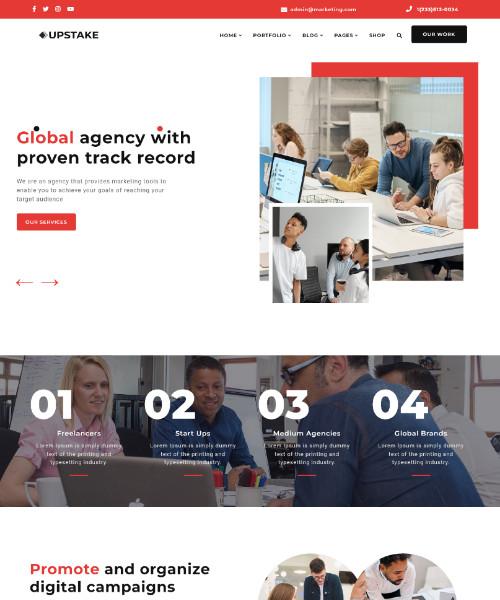 admin@marketing.com
1(235)813-0034
UPSTAKE
HOME PORTFOLIO BLOG PAGES SHOP
OUR WORK
Global agency with
proven track record
We are an agency that provides marketing tools to
enable you to achieve your goals of reaching your
target audience
OUR SERVICES
01 02 03 04
Freelancers Start Ups Medium Agencies Global Brands
Lorem Ipsum is simply dummy Lorem Ipsum is simply dummy Lorem Ipsum is simply dummy Lorem Ipsum is simply dummy
text of the printing and text of the printing and text of the printing and text of the printing and
typesetting industry. typesetting industry. typesetting industry. typesetting industry.
Promote and organize
digital campaigns